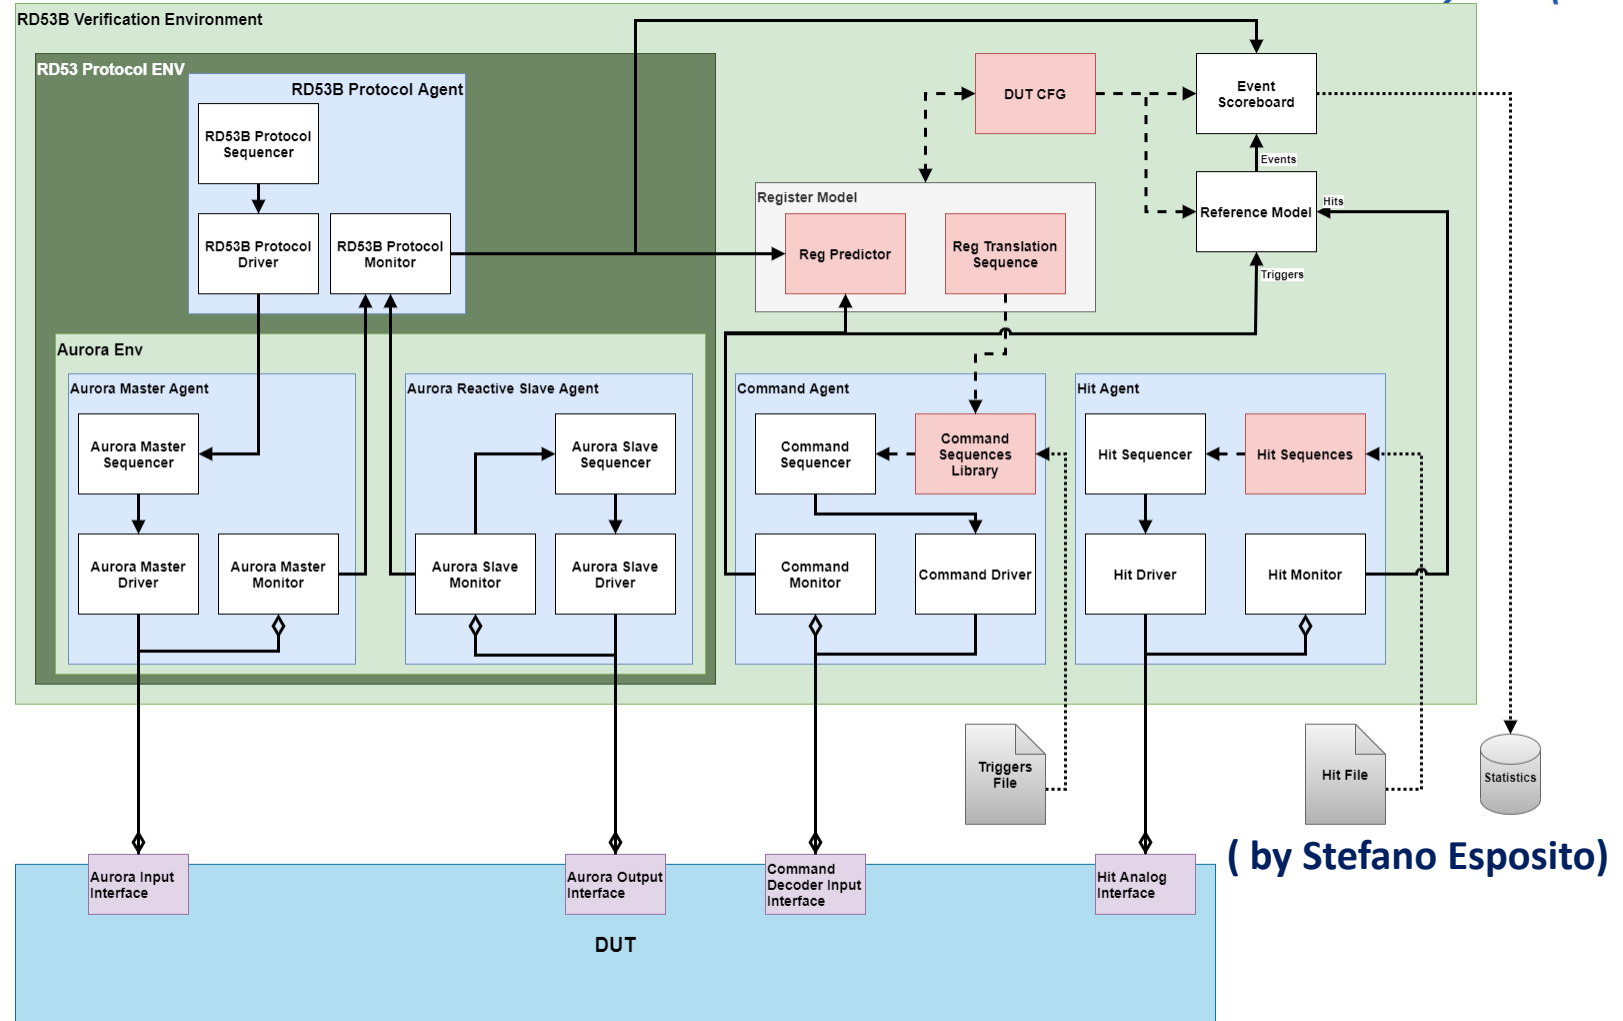 RD53B Verification Environment
RD53 Protocol ENV
RD53B Protocol Agent
RD53B Protocol
Sequencer
RD53B Protocol
Driver
RD53B Protocol
Monitor
DUT CFG
Event
Scoreboard
Events
Register Model
Reg Predictor
Reg Translation
Sequence
Reference Model
Hits
Triggers
Aurora Env
Aurora Master Agent
Aurora Master
Sequencer
Aurora Master
Driver
Aurora Master
Monitor
Aurora Reactive Slave Agent
Aurora Slave
Sequencer
Aurora Slave
Monitor
Aurora Slave
Driver
Command Agent
Command
Sequencer
Command
Sequences
Library
Command
Monitor
Command Driver
Hit Agent
Hit Sequencer
Hit Sequences
Hit Driver
Hit Monitor
Triggers
File
Hit File
Statistics
( by Stefano Esposito)
Aurora Input
Interface
Aurora Output
Interface
Command
Decoder Input
Interface
Hit Analog
Interface
DUT